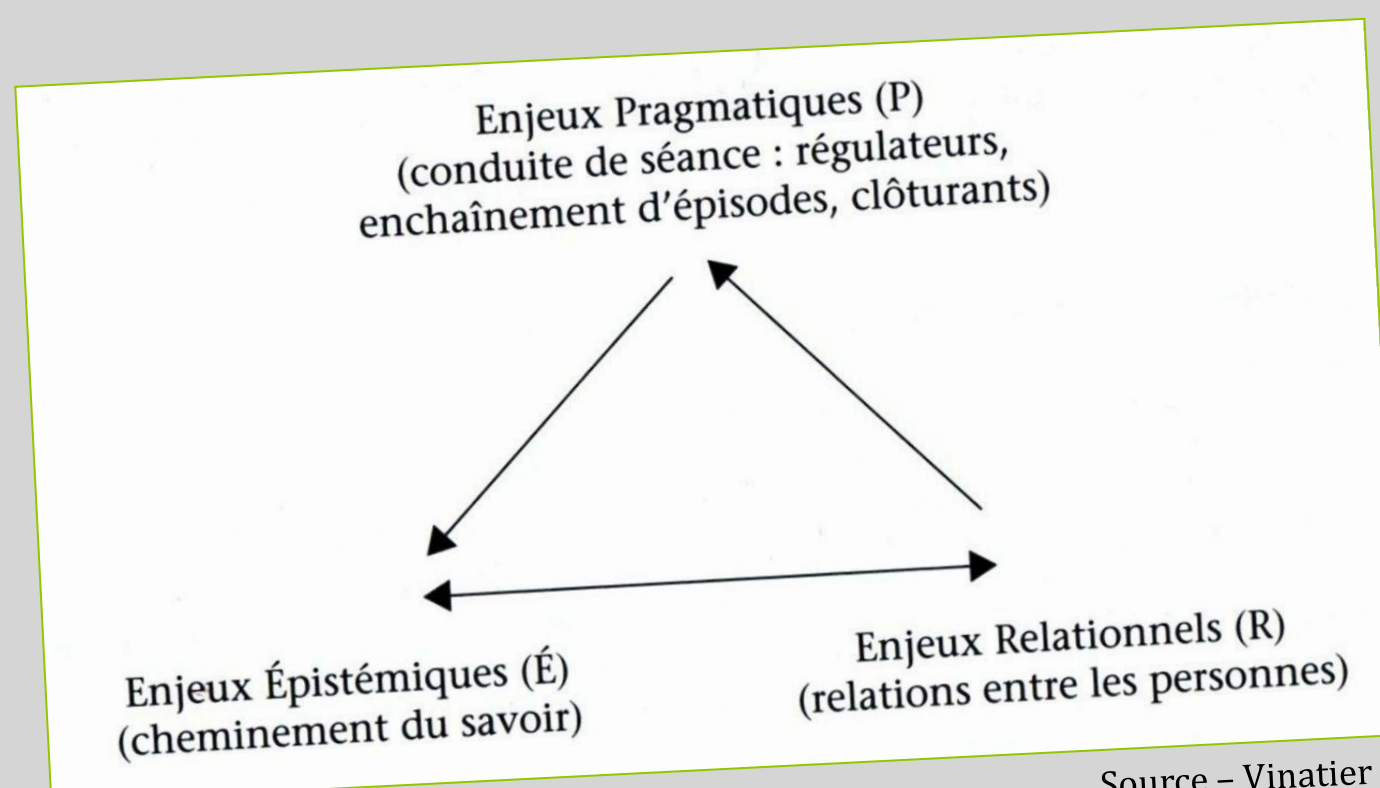 Enjeux Pragmatiques (P)
(conduite de séance : régulateurs,
enchaînement d'épisodes, clôturants)
Enjeux Épistémiques (É)
(cheminement du savoir)
Enjeux Relationnels (R)
(relations entre les personnes)
Source – Vinatier